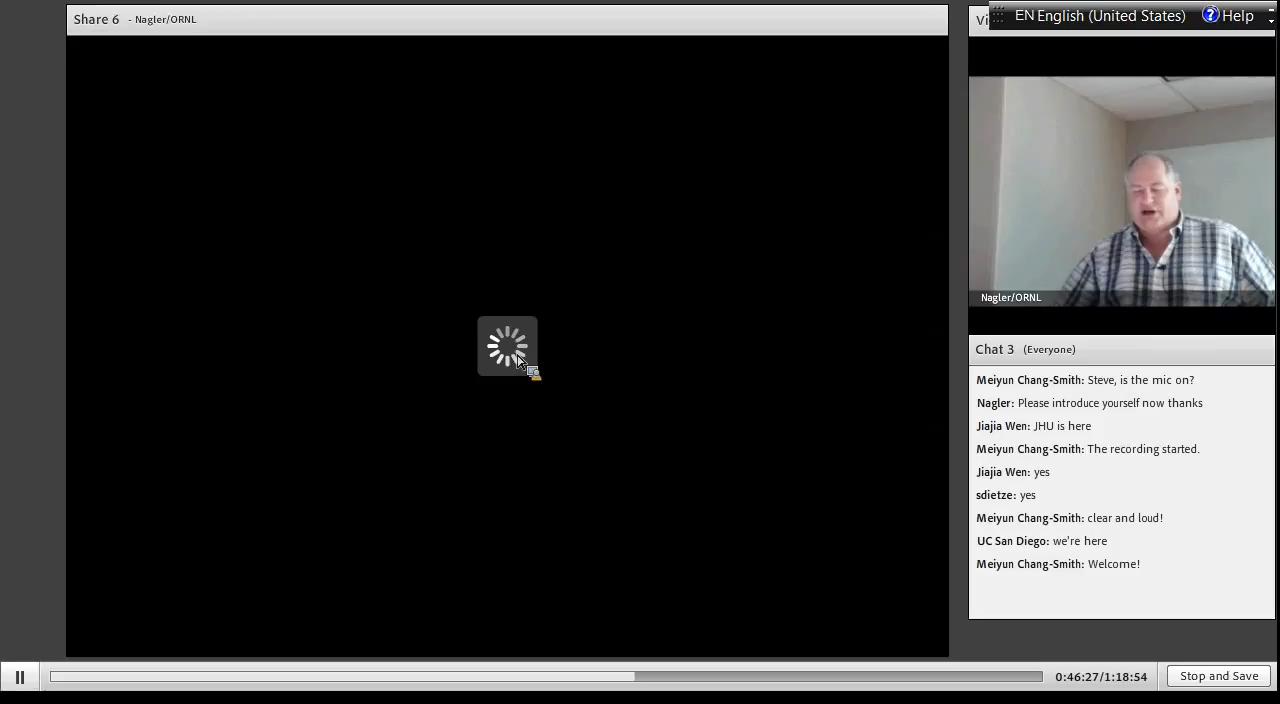 Share 6 - Nagler/ORNL
Vi
EN English (United States) Help
Nagler/ORNL
Chat 3 (Everyone)
Meiyun Chang-Smith: Steve, is the mic on?
Nagler: Please introduce yourself now thanks
Jiajia Wen: JHU is here
Meiyun Chang-Smith: The recording started.
Jiajia Wen: yes
sdietze: yes
Meiyun Chang-Smith: clear and loud!
UC San Diego: we're here
Meiyun Chang-Smith: Welcome!
0:46:27/1:18:54
Stop and Save